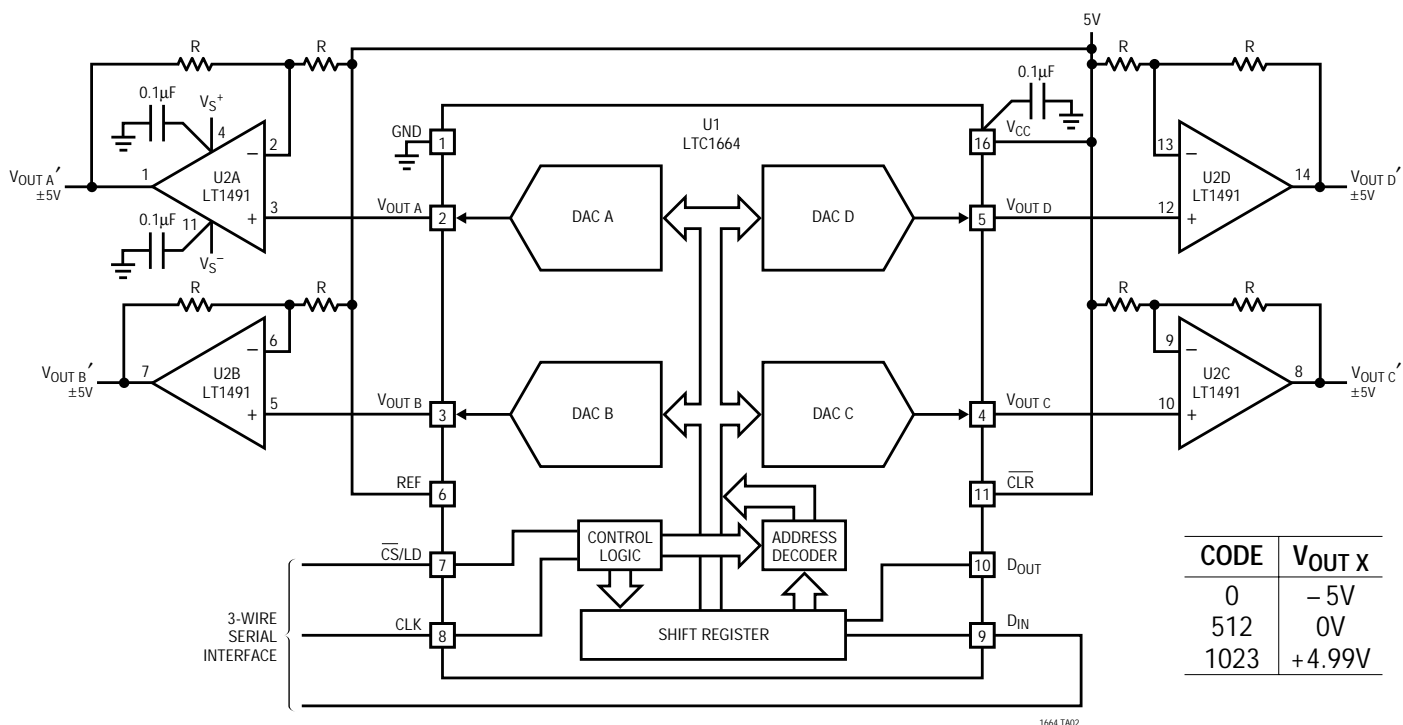 5V
R
R
R
R
0.1µF
VS+
4
0.1µF
GND
1
U1
LTC1664
16
VCC
2
−
13
−
VOUT A′
±5V
1
U2A
LT1491
DAC A
DAC D
U2D
LT1491
14
VOUT D′
±5V
3
+
VOUT A
2
5
VOUT D
12
+
0.1µF
11
VS−
R
R
R
R
6
−
9
−
VOUT B′
±5V
7
U2B
LT1491
DAC B
DAC C
U2C
LT1491
8
VOUT C′
±5V
5
+
VOUT B
3
4
VOUT C
10
+
REF
6
11
CLR
CS/LD
7
CONTROL
LOGIC
ADDRESS
DECODER
10
DOUT
3-WIRE
SERIAL
INTERFACE
CLK
8
SHIFT REGISTER
9
DIN
CODE VOUT X
0 –5V
512 0V
1023 +4.99V
1664 TA02